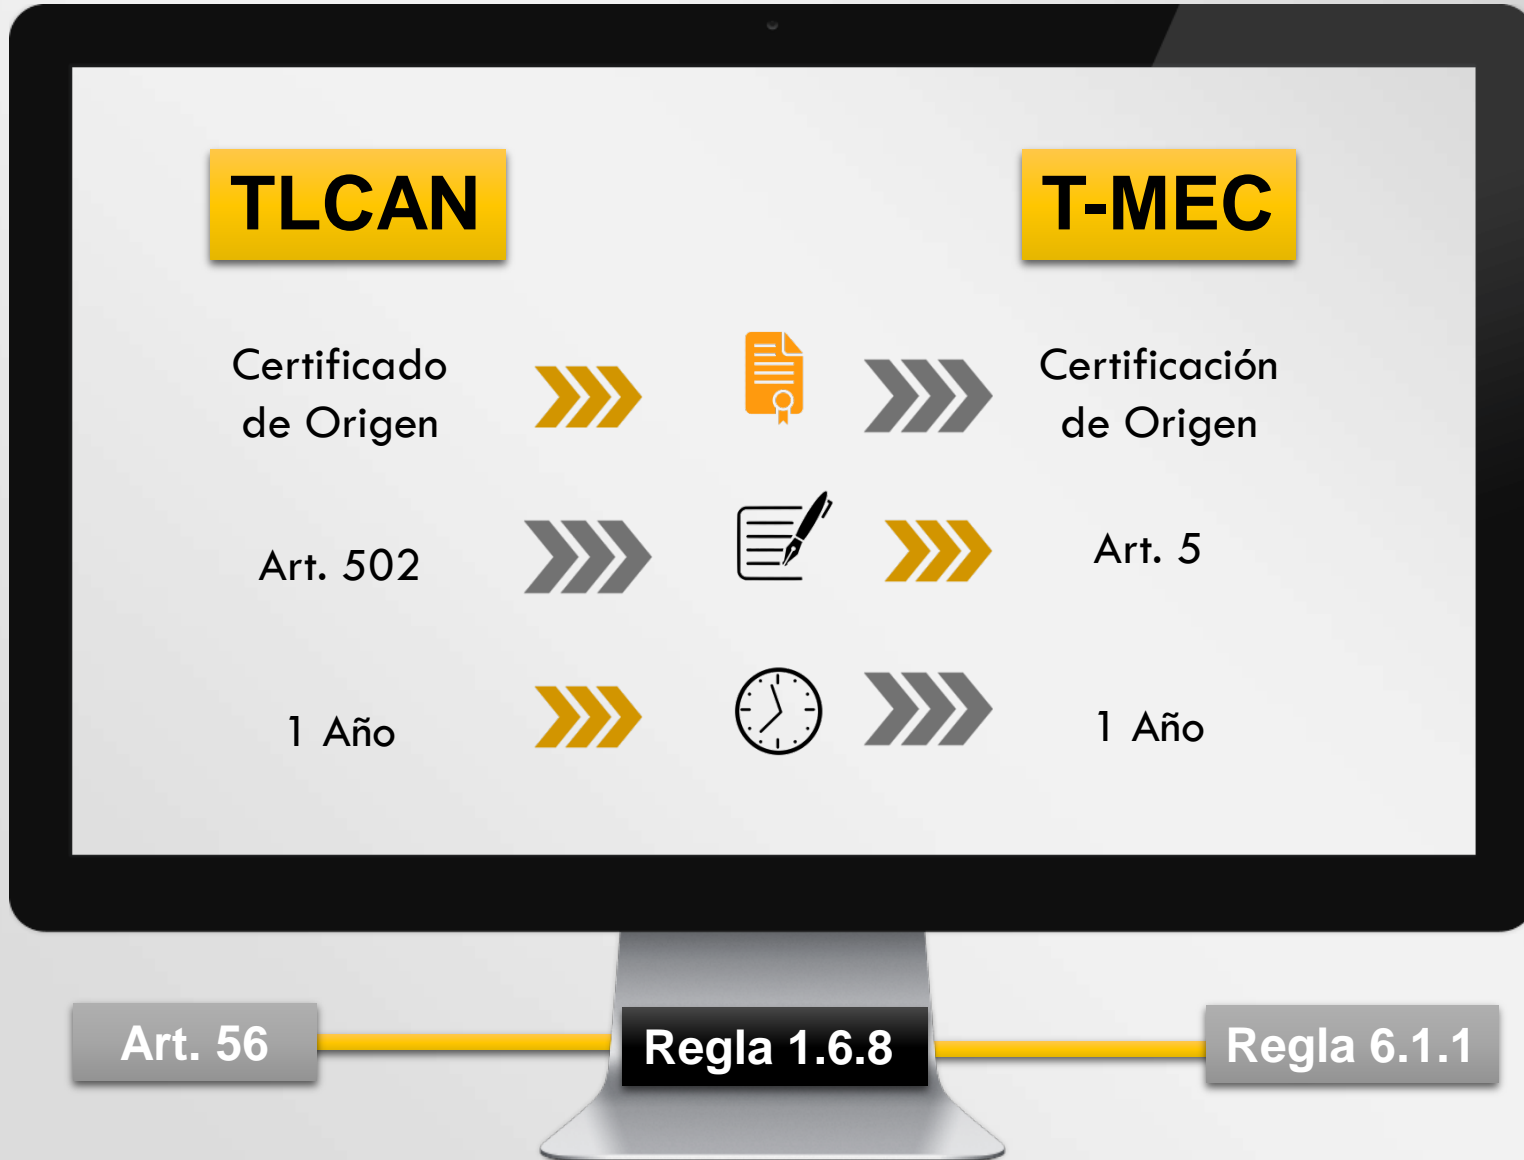 TLCAN
T-MEC
Certificado
de Origen
Certificación
de Origen
Art. 502
Art. 5
1 Año
1 Año
Art. 56
Regla 1.6.8
Regla 6.1.1